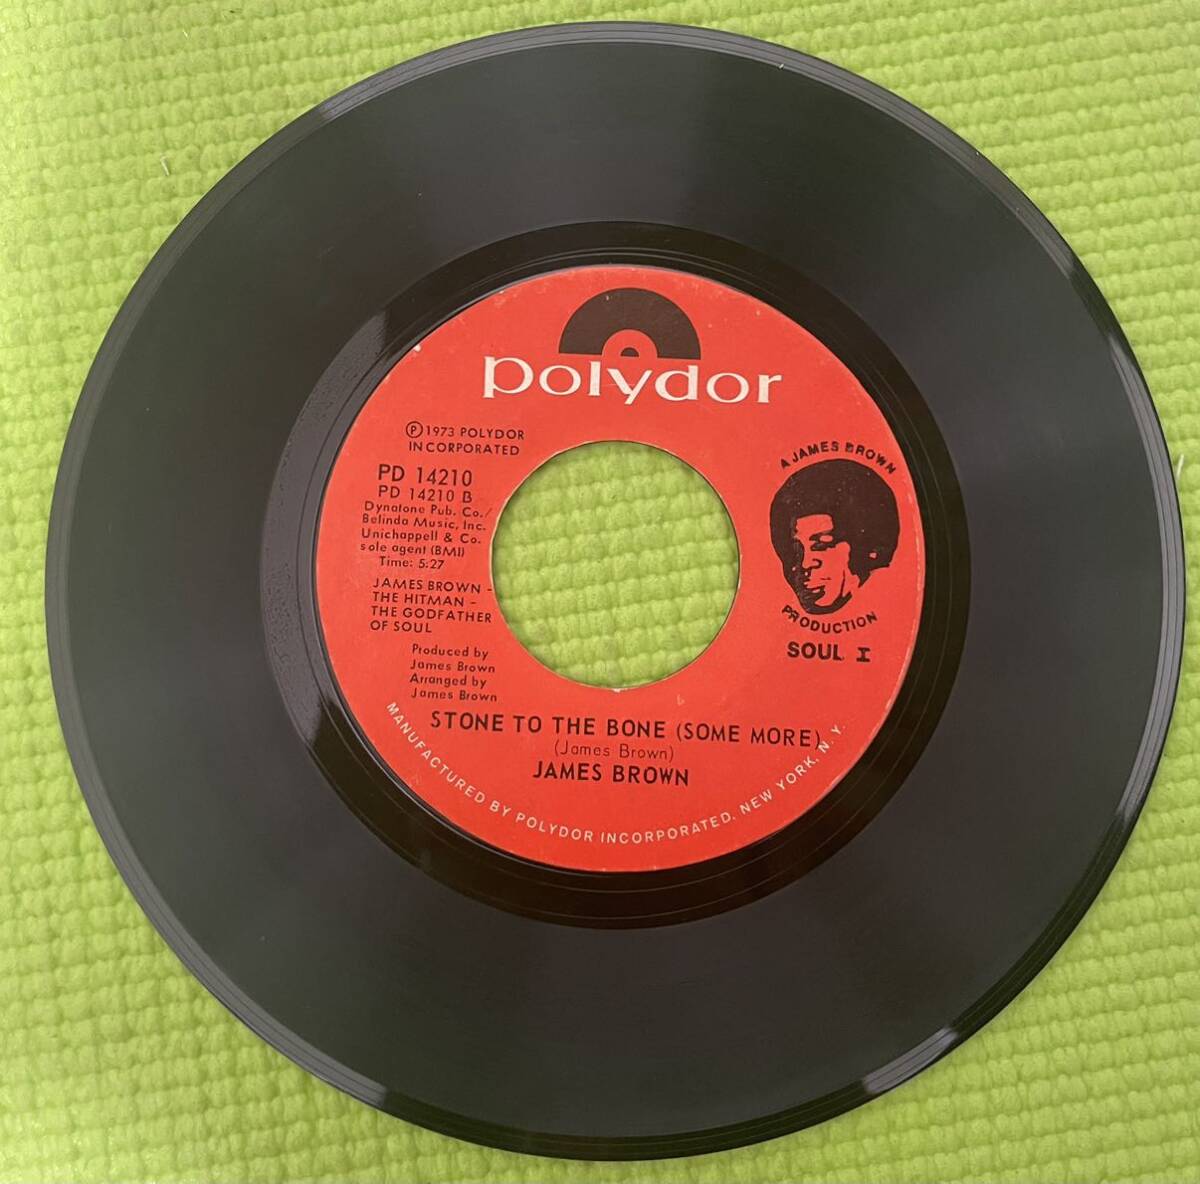 polydor
Ⓟ1973 POLYDOR
INCORPORATED
PD 14210
PD 14210 B
Dynatone Pub. Co./
Belinda Music, Inc.
Unichappell & Co.
sole agent (BMI)
Time: 5:27
JAMES BROWN -
THE HITMAN -
THE GODFATHER
OF SOUL
Produced by
James Brown
Arranged by
James Brown
A JAMES BROWN
PRODUCTION
SOUL I
STONE TO THE BONE (SOME MORE)
(James Brown)
JAMES BROWN
MANUFACTURED BY POLYDOR INCORPORATED, NEW YORK, N.Y.